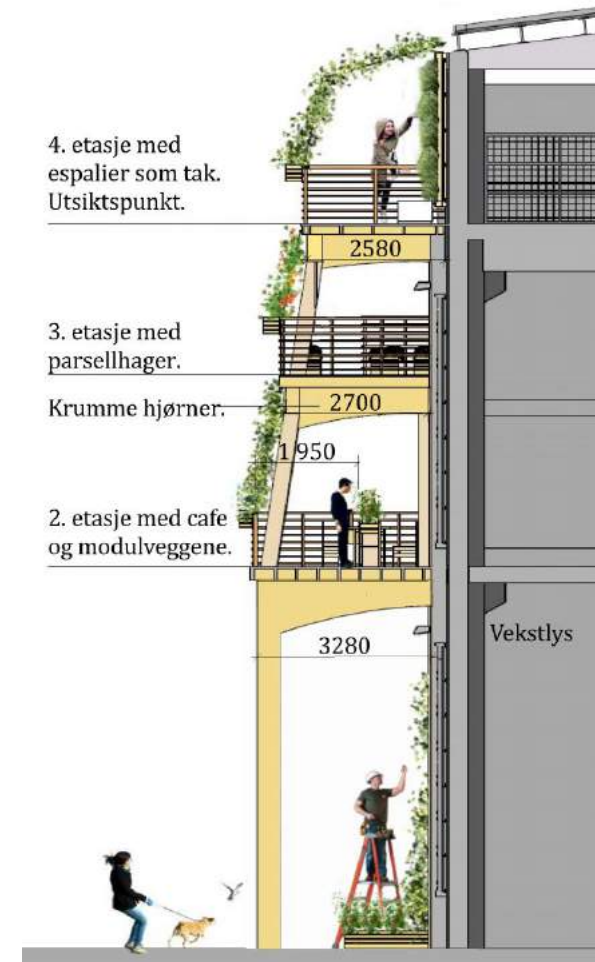 4. etasje med
espalier som tak.
Utsiktspunkt.
2580
3. etasje med
parsellhager.
Krumme hjørner.
2700
1 950
2. etasje med cafe
og modulveggene.
Vekstlys
3280